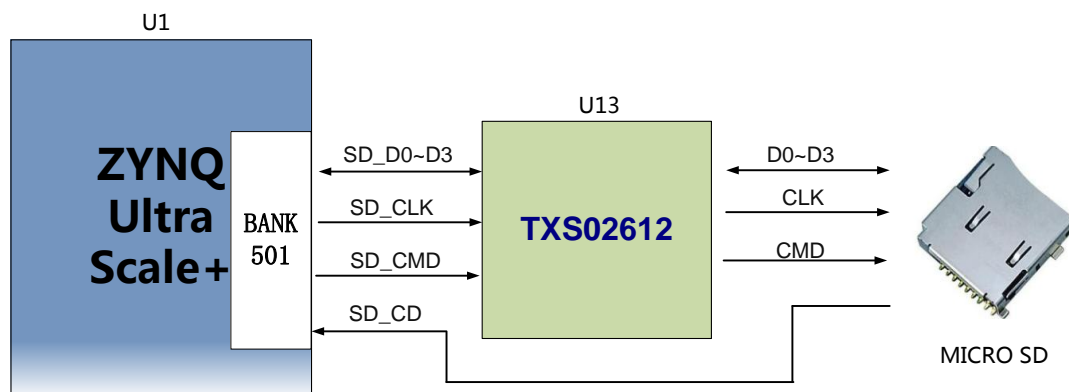 U1
ZYNQ
Ultra
Scale+
BANK
501
SD_D0~D3
SD_CLK
SD_CMD
SD_CD
U13
TXS02612
D0~D3
CLK
CMD
MICRO SD